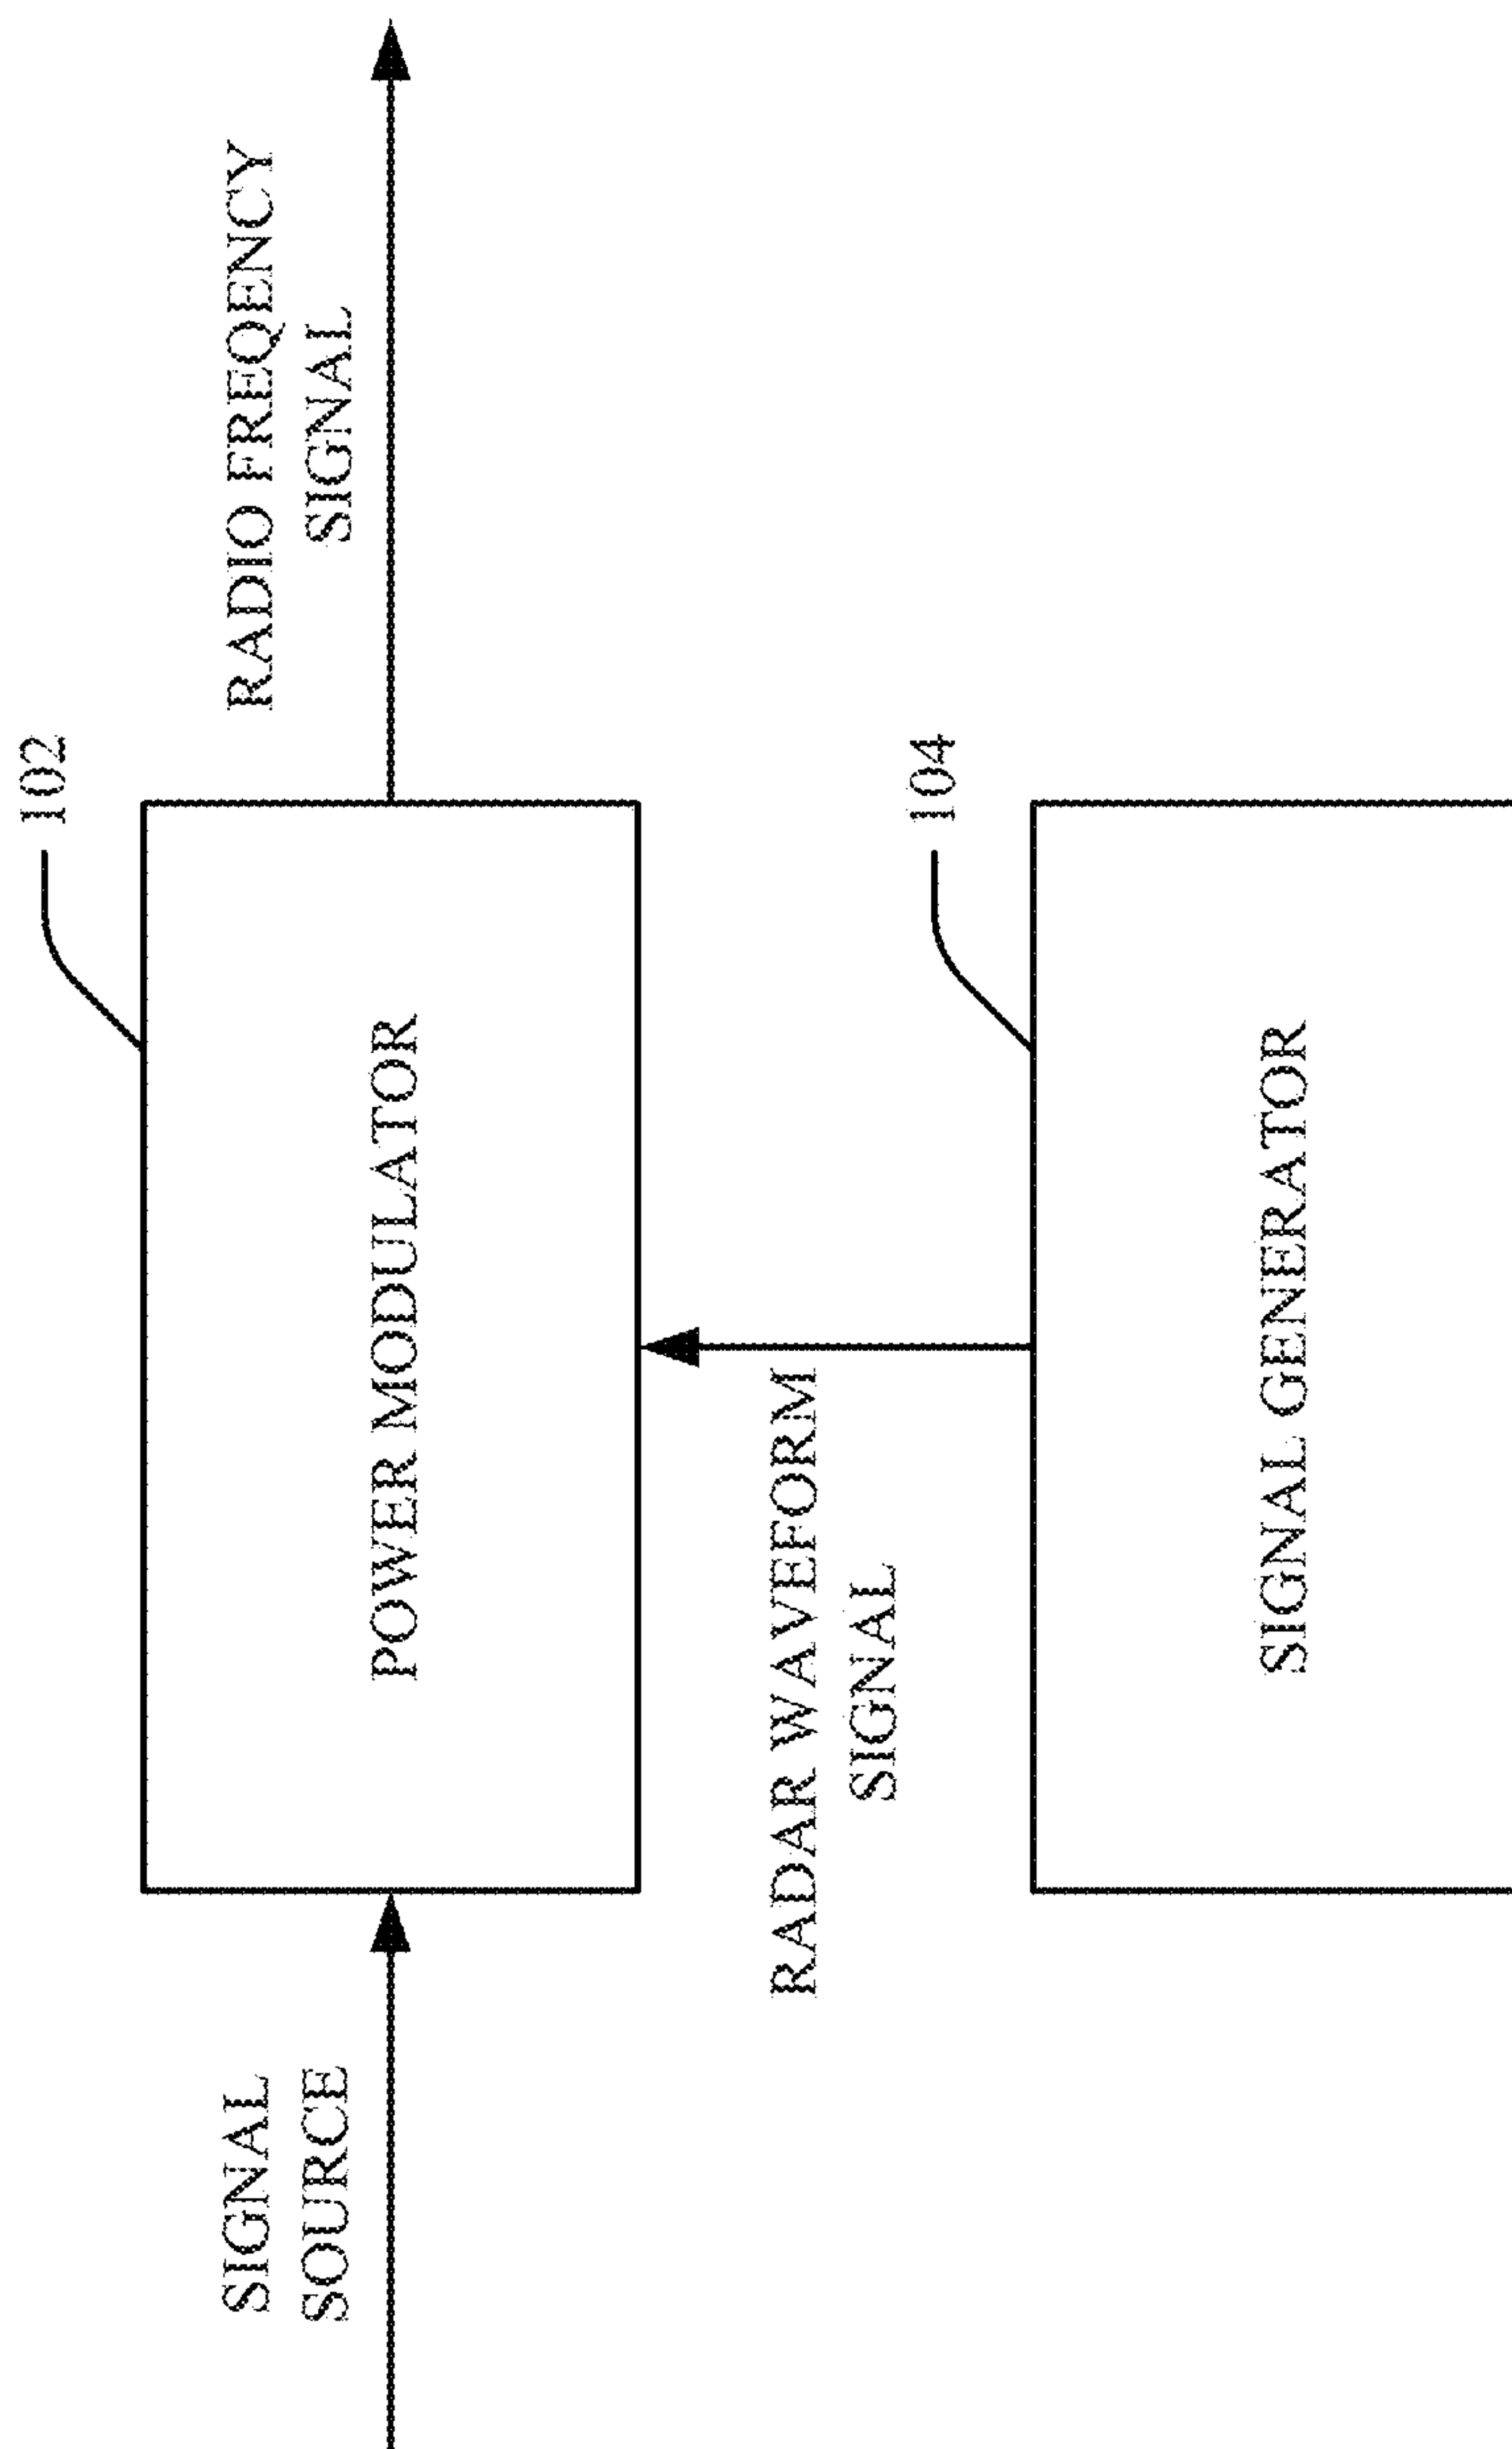 102
SIGNAL
SOURCE
POWER MODULATOR
RADIO FREQENCY
SIGNAL
RADAR WAVEFORM
SIGNAL
104
SIGNAL GENERATOR